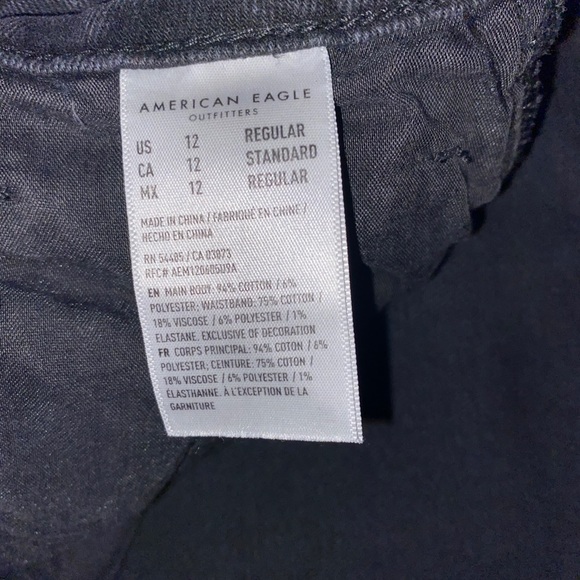 AMERICAN EAGLE
OUTFITTERS
US 12 REGULAR
CA 12 STANDARD
MX 12 REGULAR
MADE IN CHINA / FABRIQUÉ EN CHINE /
HECHO EN CHINA
RN 54485 / CA 03873
RFC# AEM120605U9A
EN MAIN BODY: 94% COTTON / 6%
POLYESTER; WAISTBAND: 75% COTTON /
18% VISCOSE / 6% POLYESTER / 1%
ELASTANE. EXCLUSIVE OF DECORATION
FR CORPS PRINCIPAL: 94% COTON / 6%
POLYESTER; CEINTURE: 75% COTON /
18% VISCOSE / 6% POLYESTER / 1%
ÉLASTHANNE. À L'EXCEPTION DE LA
GARNITURE